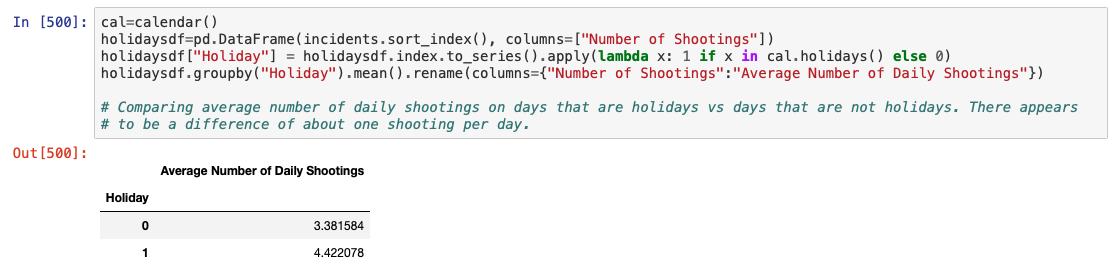 In [500]: cal=calendar()
holidaysdf=pd.DataFrame(incidents.sort_index(), columns=["Number of Shootings"])
holidaysdf["Holiday"] = holidaysdf.index.to_series().apply(lambda x: 1 if x in cal.holidays() else 0)
holidaysdf.groupby("Holiday").mean().rename(columns={"Number of Shootings":"Average Number of Daily Shootings"})
# Comparing average number of daily shootings on days that are holidays vs days that are not holidays. There appears
# to be a difference of about one shooting per day.
Out[500]:
Average Number of Daily Shootings
Holiday
0 3.381584
1 4.422078